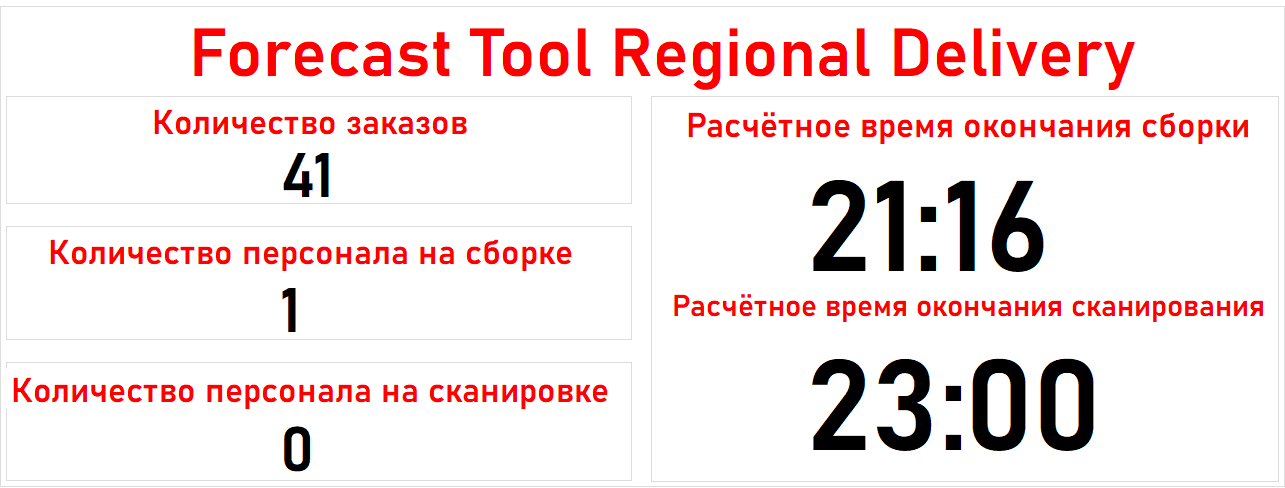 Forecast Tool Regional Delivery
Количество заказов
41
Количество персонала на сборке
1
Количество персонала на сканировке
0
Расчётное время окончания сборки
21:16
Расчётное время окончания сканирования
23:00